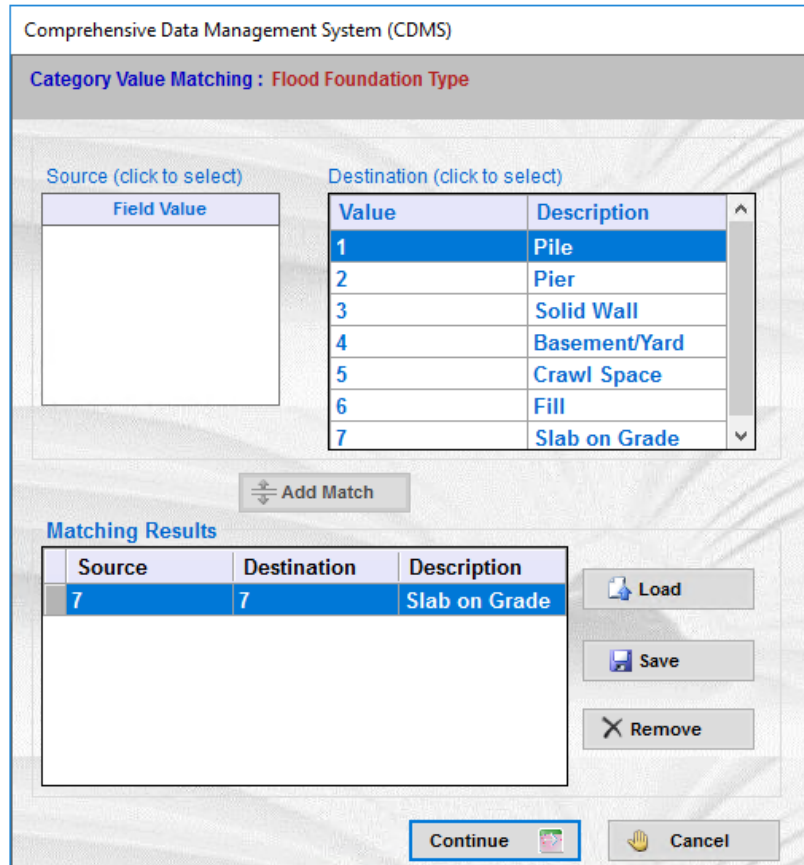 Comprehensive Data Management System (CDMS)
Category Value Matching : Flood Foundation Type
Source (click to select)
Field Value
Destination (click to select)
Value Description
1 Pile
2 Pier
3 Solid Wall
4 Basement/Yard
5 Crawl Space
6 Fill
7 Slab on Grade
Add Match
Matching Results
Source Destination Description
7 7 Slab on Grade
Load
Save
Remove
Continue Cancel